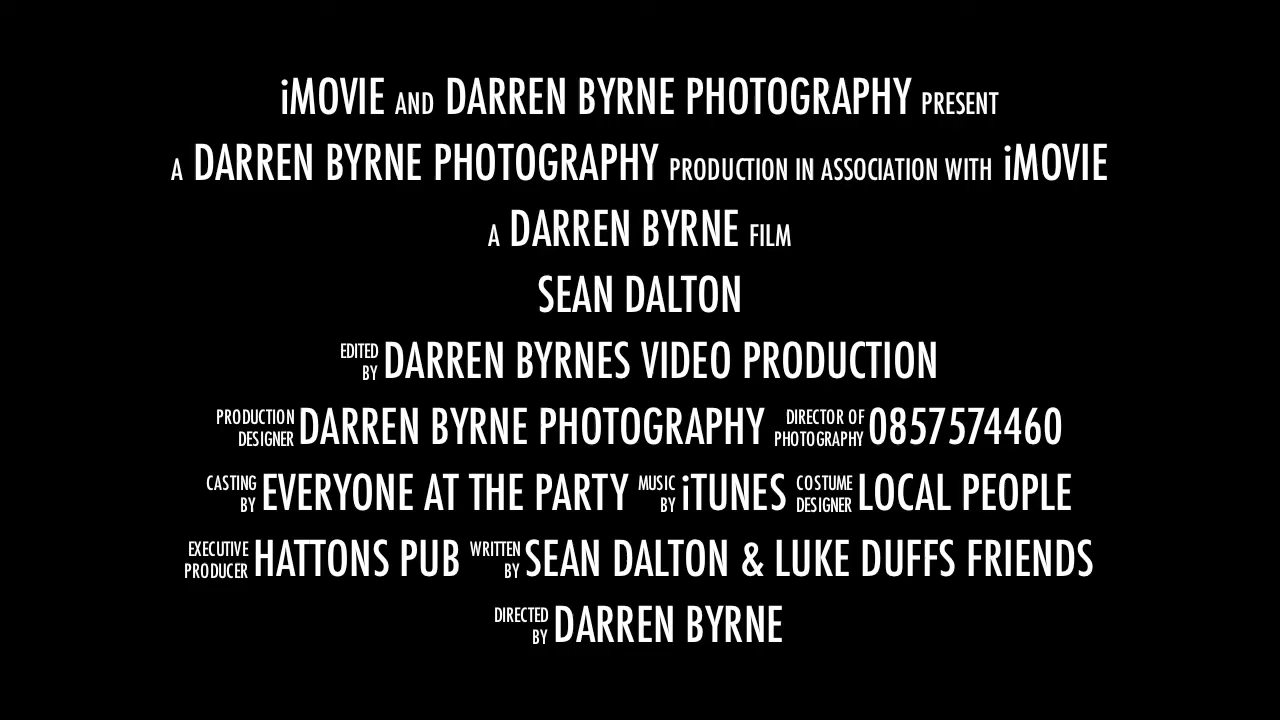 iMOVIE AND DARREN BYRNE PHOTOGRAPHY PRESENT
A DARREN BYRNE PHOTOGRAPHY PRODUCTION IN ASSOCIATION WITH iMOVIE
A DARREN BYRNE FILM
SEAN DALTON
EDITED BY DARREN BYRNES VIDEO PRODUCTION
PRODUCTION DESIGNER DARREN BYRNE PHOTOGRAPHY DIRECTOR OF PHOTOGRAPHY 0857574460
CASTING BY EVERYONE AT THE PARTY MUSIC BY iTUNES COSTUME DESIGNER LOCAL PEOPLE
EXECUTIVE PRODUCER HATTONS PUB WRITTEN BY SEAN DALTON & LUKE DUFFS FRIENDS
DIRECTED BY DARREN BYRNE